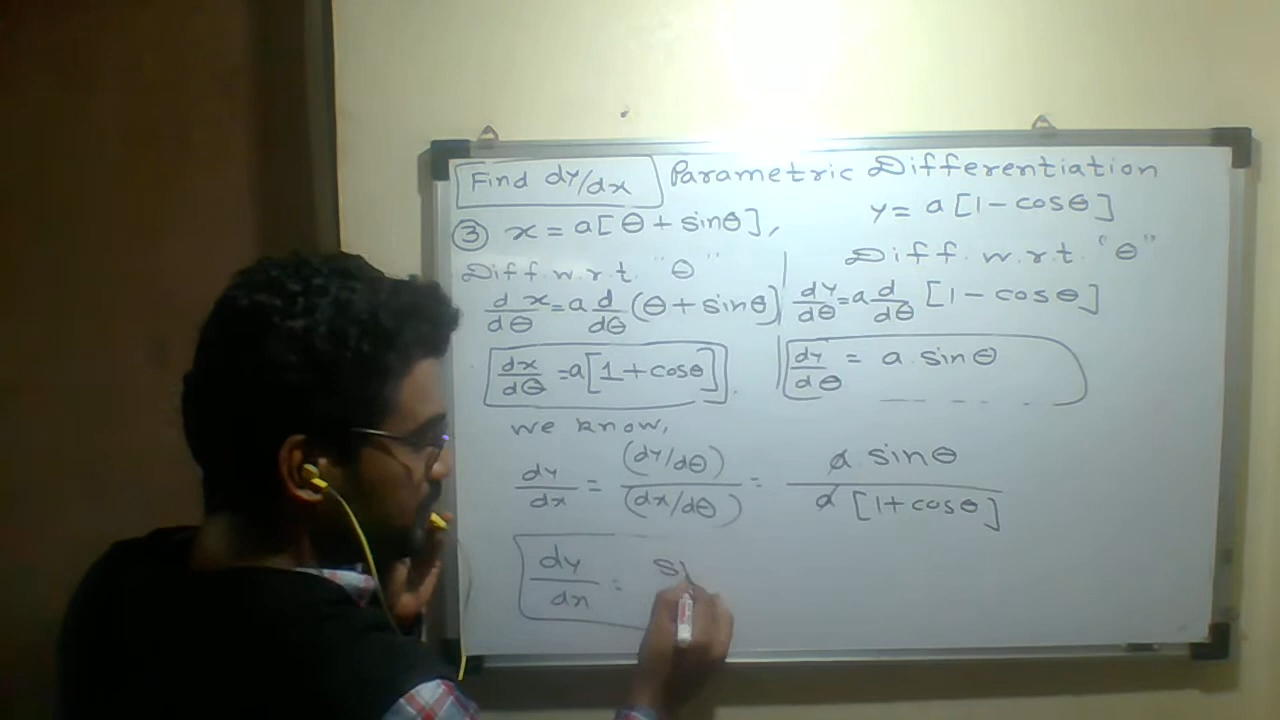 Find dy/dx Parametric Differentiation
③ x = a[θ + sinθ], y = a[1 - cosθ]
Diff. w.r.t. "θ" Diff. w.r.t. "θ"
d/dθ x = a d/dθ (θ + sinθ) dy/dθ = a d/dθ [1 - cosθ]
dx/dθ = a[1 + cosθ] dy/dθ = a sinθ
we know,
dy/dx = (dy/dθ)/(dx/dθ) = a sinθ / a [1 + cosθ]
dy/dx = si